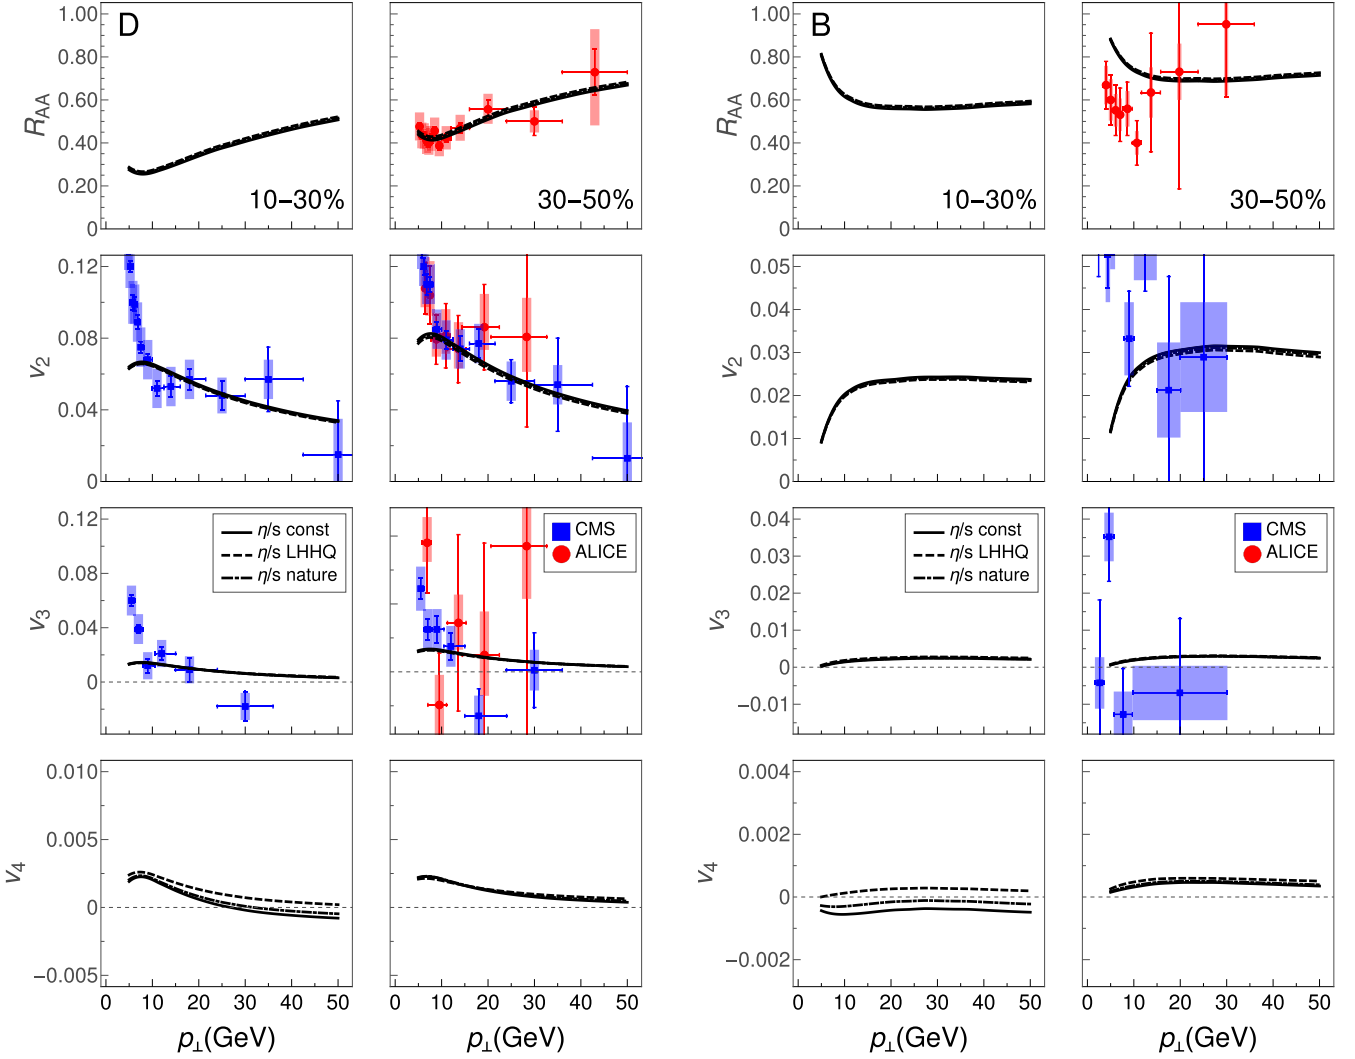 D
B
R_AA
1.00
0.80
0.60
0.40
0.20
0
10–30%
30–50%
R_AA
1.00
0.80
0.60
0.40
0.20
0
10–30%
30–50%
v_2
0.12
0.08
0.04
0
v_2
0.05
0.04
0.03
0.02
0.01
0
v_3
0.12
0.08
0.04
0
η/s const
η/s LHHQ
η/s nature
CMS
ALICE
v_3
0.04
0.03
0.02
0.01
0
−0.01
η/s const
η/s LHHQ
η/s nature
CMS
ALICE
v_4
0.010
0.005
0
−0.005
v_4
0.004
0.002
0
−0.002
0 10 20 30 40 50
0 10 20 30 40 50
0 10 20 30 40 50
0 10 20 30 40 50
p_⊥(GeV)
p_⊥(GeV)
p_⊥(GeV)
p_⊥(GeV)